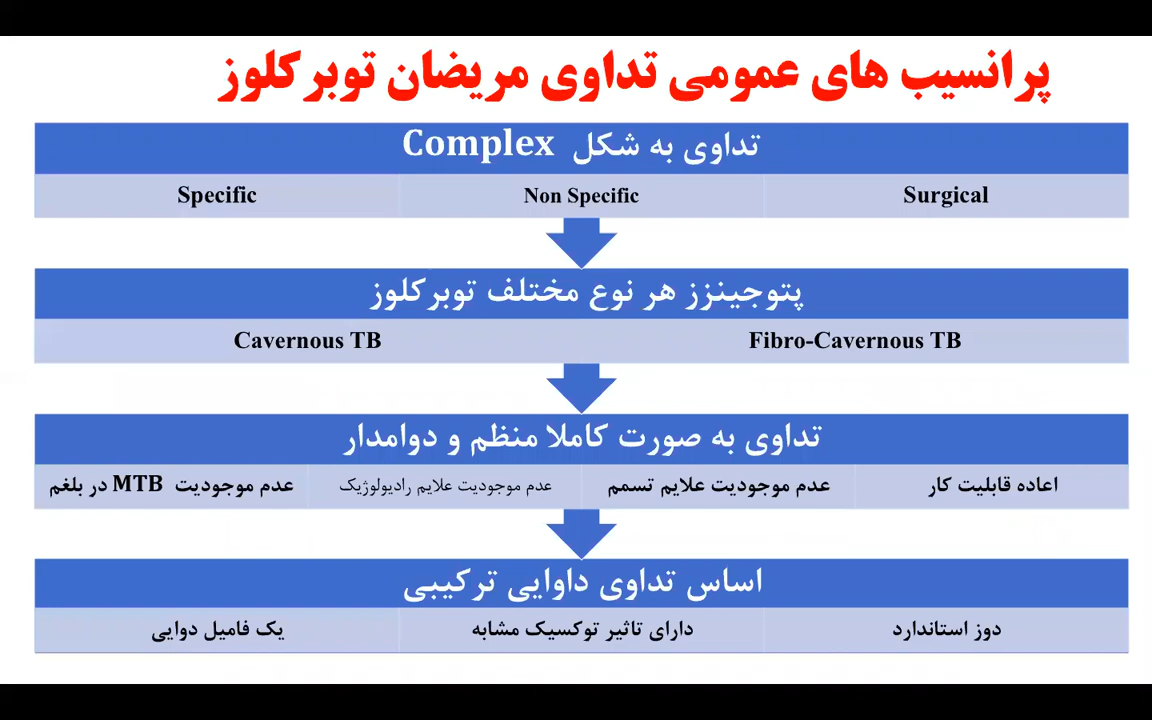 پرانسیب های عمومی تداوی مریضان توبرکلوز
تداوی به شکل Complex
Specific
Non Specific
Surgical
پتوجینزز هر نوع مختلف توبرکلوز
Cavernous TB
Fibro-Cavernous TB
تداوی به صورت کاملا منظم و دوامدار
اعاده قابلیت کار
عدم موجودیت علایم تسمم
عدم موجودیت علایم رادیولوژیک
عدم موجودیت MTB در بلغم
اساس تداوی داوایی ترکیبی
دوز استاندارد
دارای تاثیر توکسیک مشابه
یک فامیل دوایی